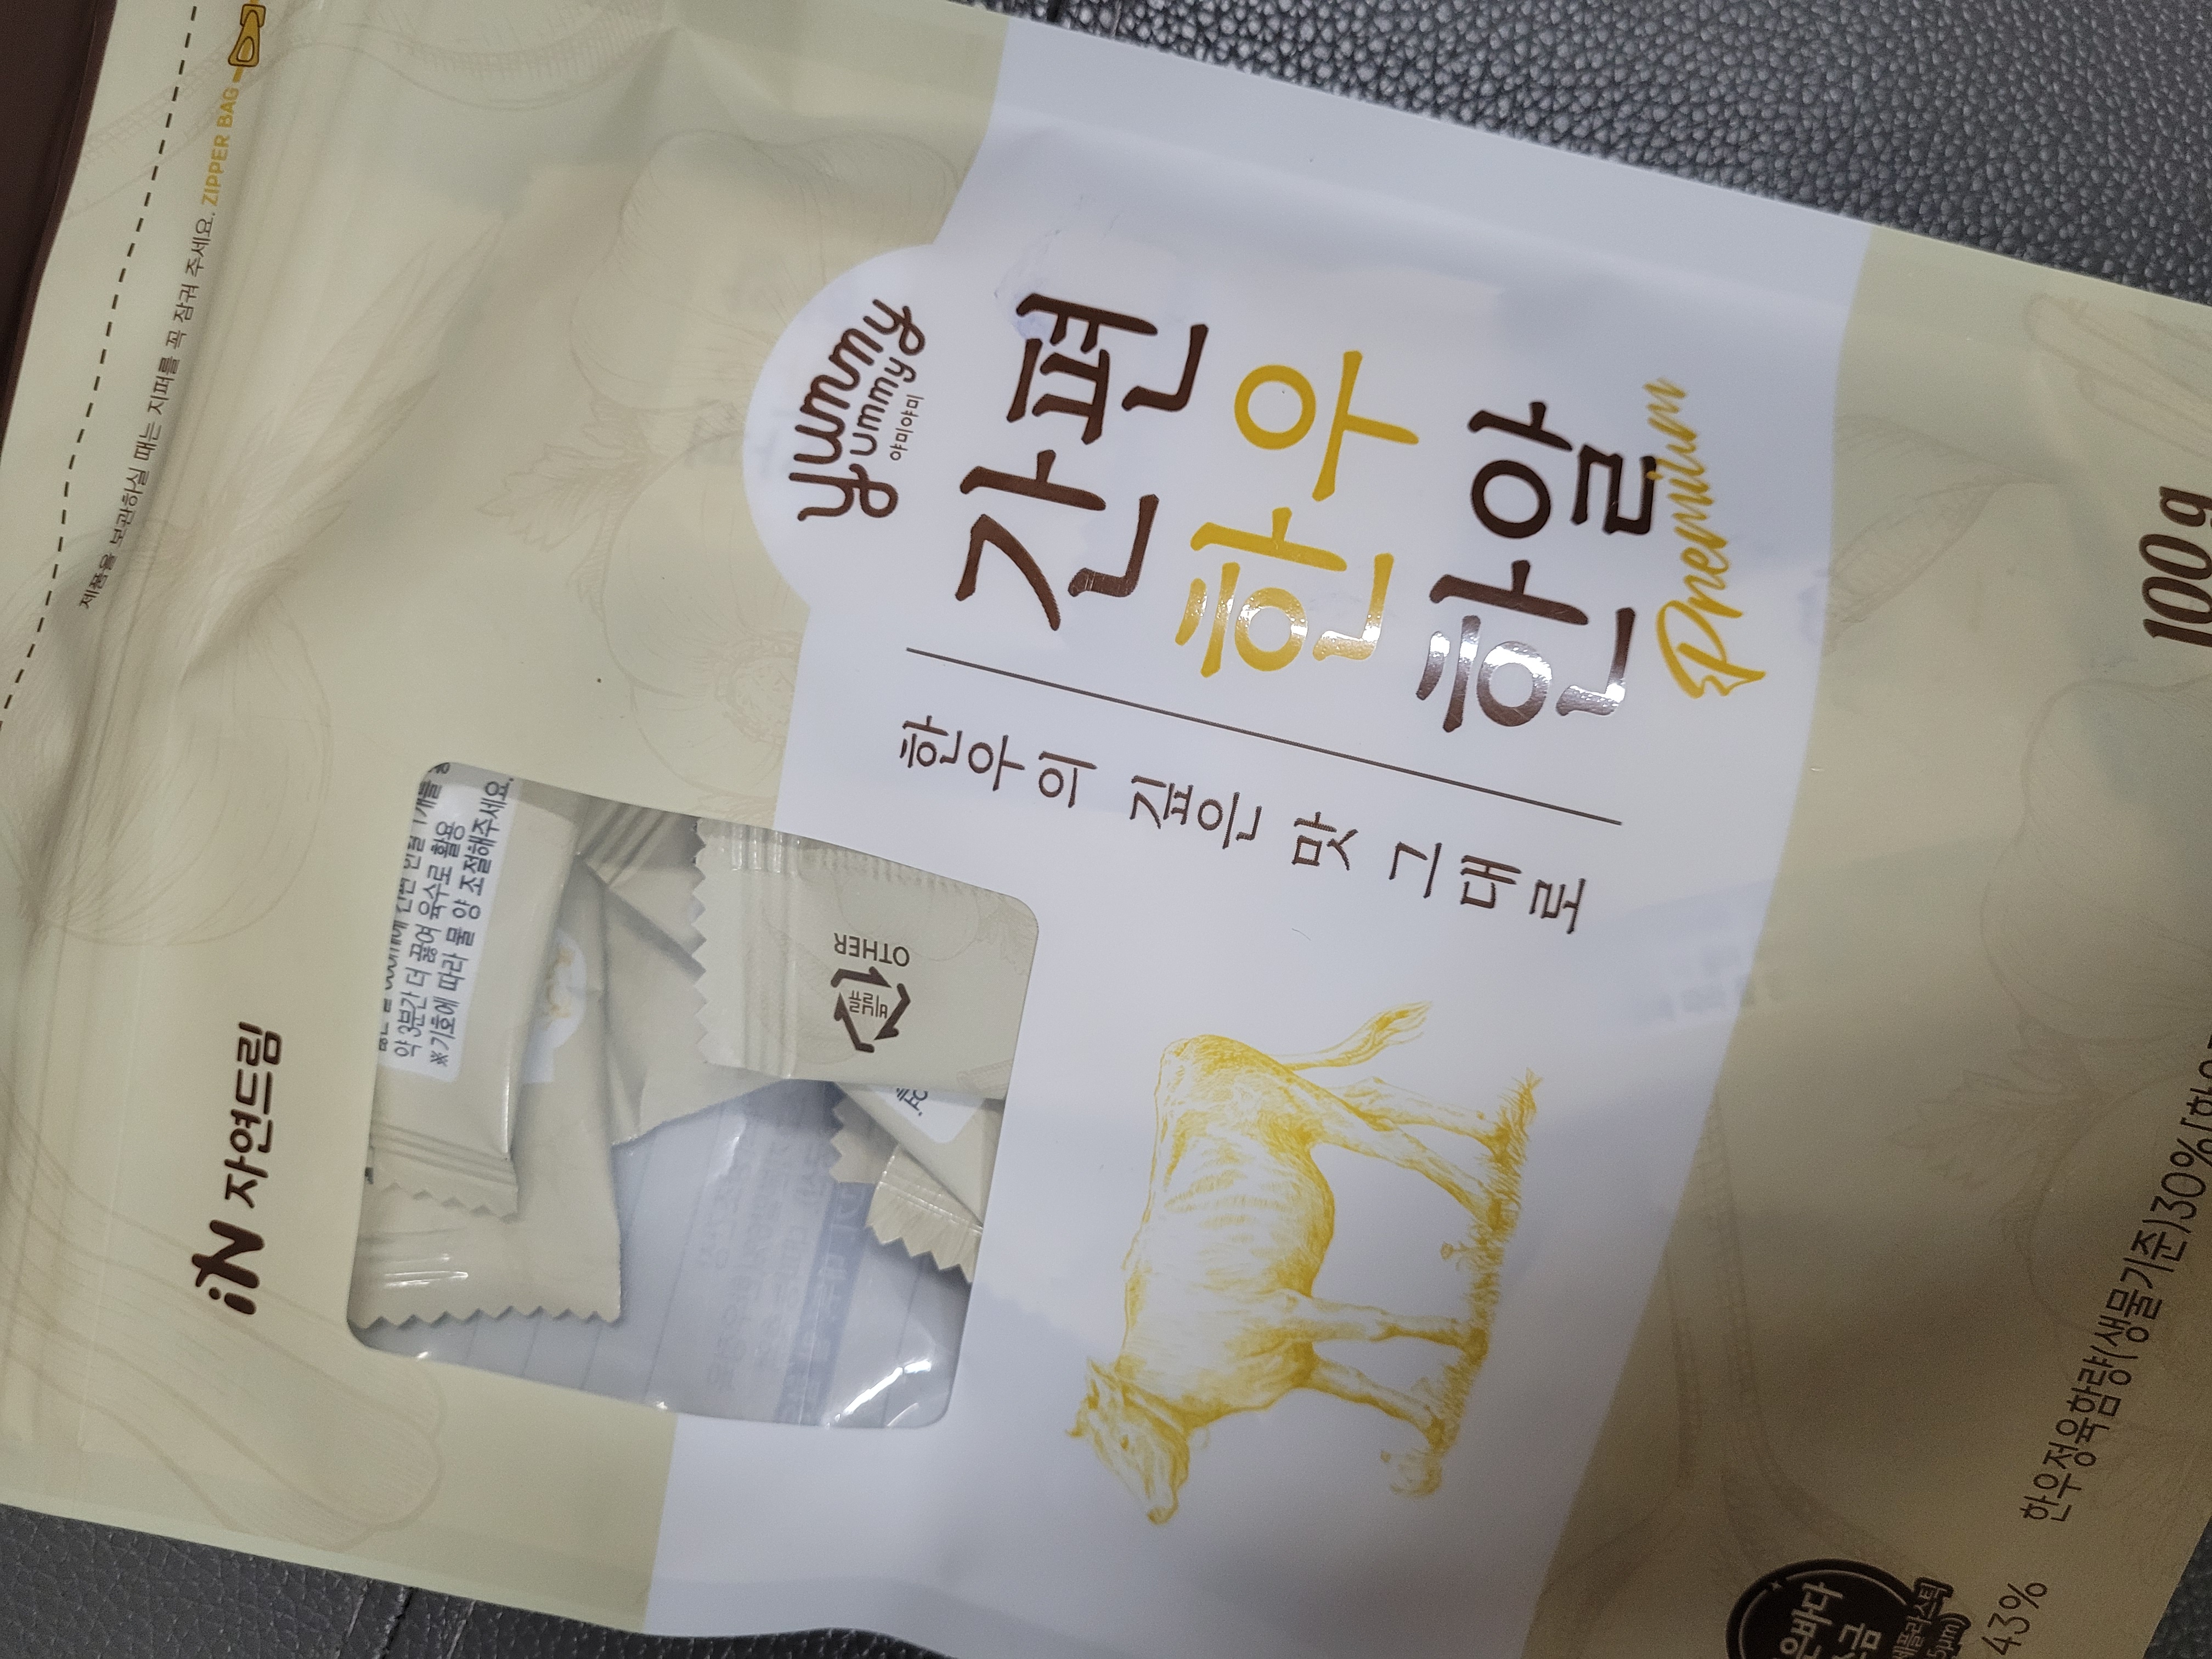 제품을 보관하실 때는 지퍼를 꼭 잠궈 주세요. ZIPPER BAG
iN 자연드림
yummy
yummy
야미야미
간편
한우
한알
Premium
한우의 깊은 맛 그대로
약 3분간 더 끓여 육수로 활용
※기호에 따라 물 양 조절해주세요.
OTHER
비닐류
100g
한우정육함량(생물기준)30%
43%